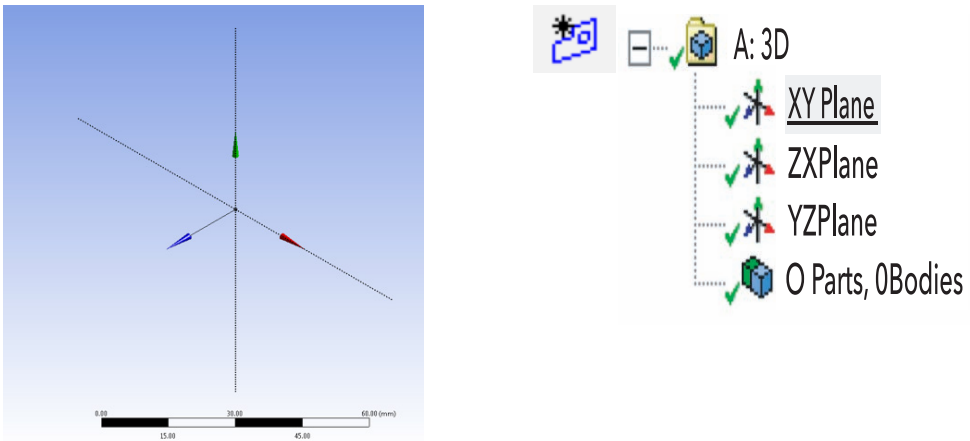 0.00 30.00 60.00 (mm)
15.00 45.00
A: 3D
XY Plane
ZXPlane
YZPlane
O Parts, 0Bodies